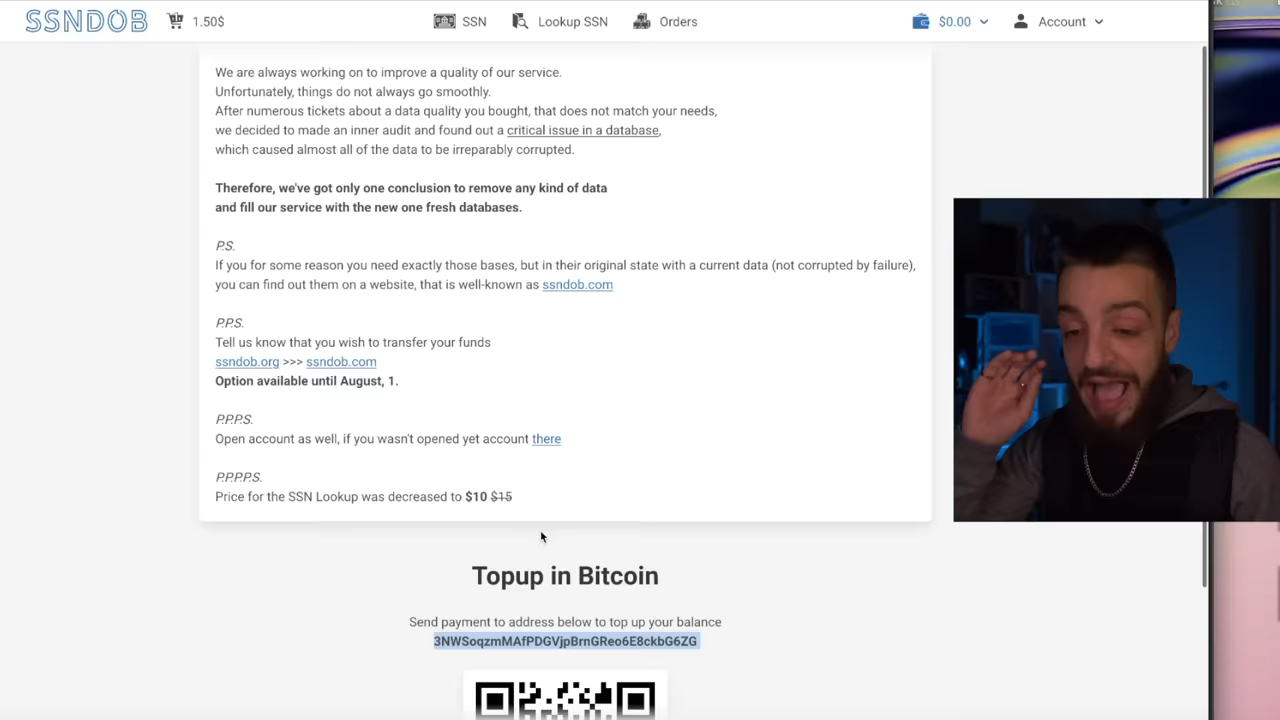 SSNDOB 1.50$ SSN Lookup SSN Orders $0.00 Account
We are always working on to improve a quality of our service.
Unfortunately, things do not always go smoothly.
After numerous tickets about a data quality you bought, that does not match your needs,
we decided to made an inner audit and found out a critical issue in a database,
which caused almost all of the data to be irreparably corrupted.
Therefore, we've got only one conclusion to remove any kind of data
and fill our service with the new one fresh databases.
P.S.
If you for some reason you need exactly those bases, but in their original state with a current data (not corrupted by failure),
you can find out them on a website, that is well-known as ssndob.com
P.P.S.
Tell us know that you wish to transfer your funds
ssndob.org >>> ssndob.com
Option available until August, 1.
P.P.P.S.
Open account as well, if you wasn't opened yet account there
P.P.P.P.S.
Price for the SSN Lookup was decreased to $10 $15
Topup in Bitcoin
Send payment to address below to top up your balance
3NWSoqzmMAfPDGVjpBrnGReo6E8ckbG6ZG